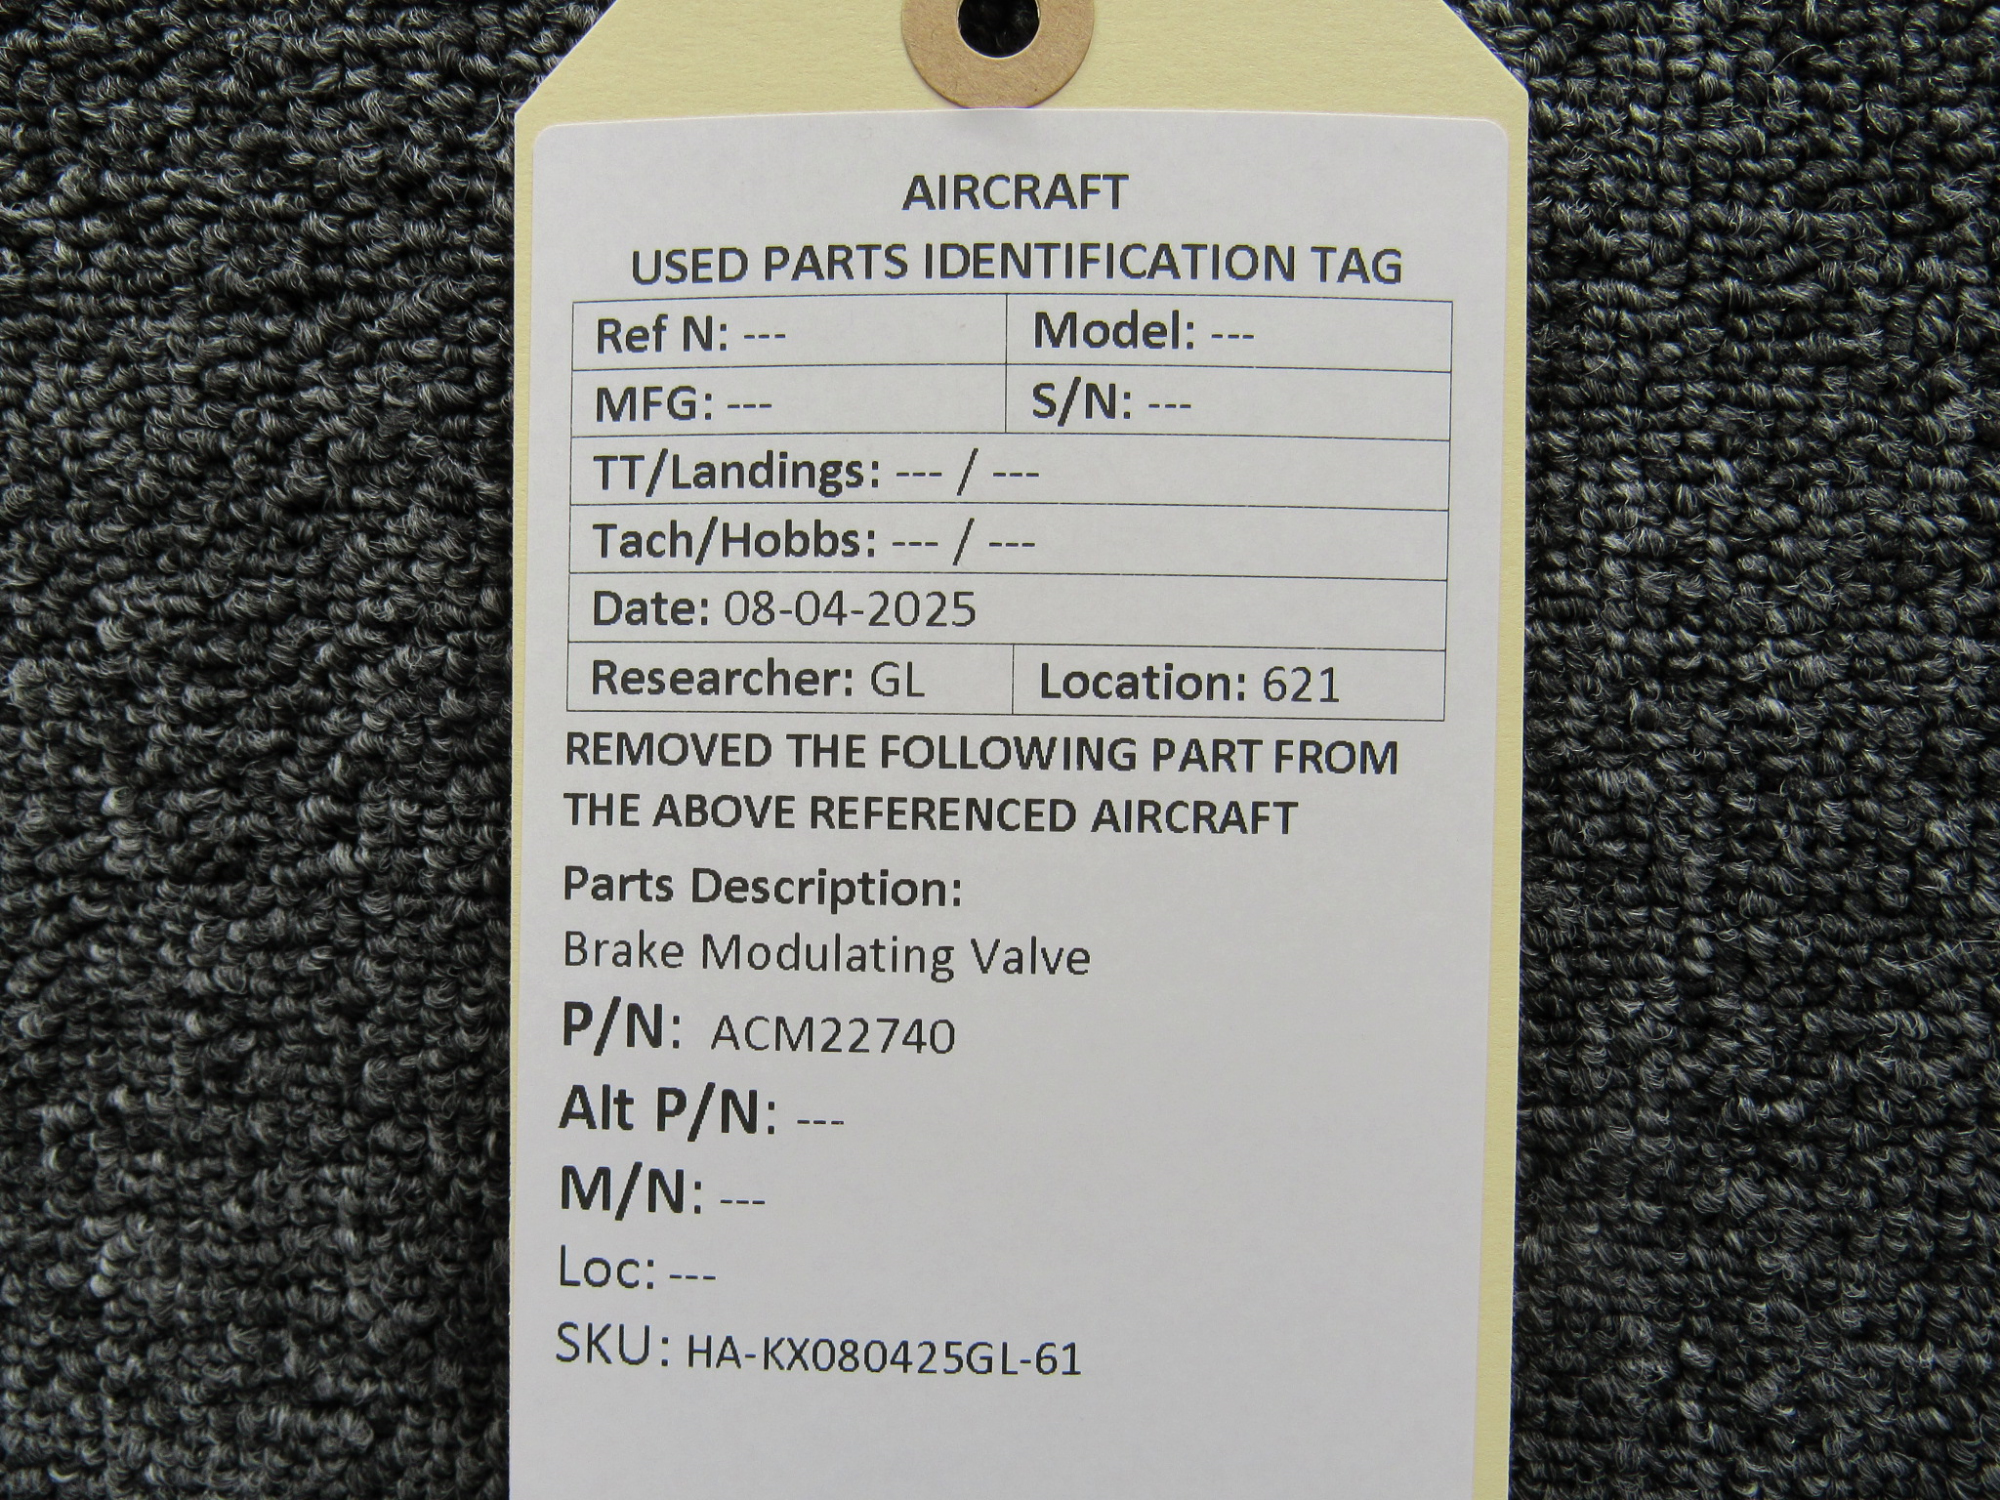 AIRCRAFT
USED PARTS IDENTIFICATION TAG
Ref N: --- Model: ---
MFG: --- S/N: ---
TT/Landings: --- / ---
Tach/Hobbs: --- / ---
Date: 08-04-2025
Researcher: GL Location: 621
REMOVED THE FOLLOWING PART FROM
THE ABOVE REFERENCED AIRCRAFT
Parts Description:
Brake Modulating Valve
P/N: ACM22740
Alt P/N: ---
M/N: ---
Loc: ---
SKU: HA-KX080425GL-61